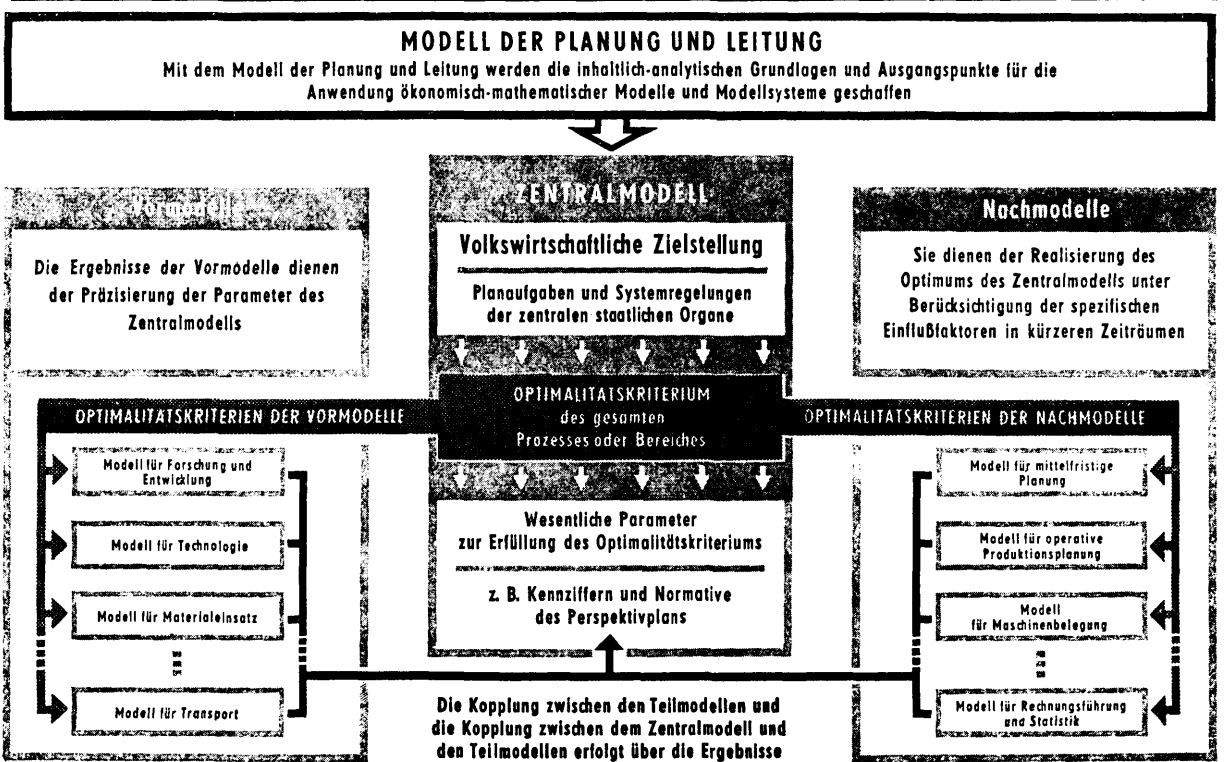 MODELL DER PLANUNG UND LEITUNG
Mit dem Modell der Planung und Leitung werden die inhaltlich-analytischen Grundlagen und Ausgangspunkte für die
Anwendung ökonomisch-mathematischer Modelle und Modellsysteme geschaffen
Vormodelle
Die Ergebnisse der Vormodelle dienen
der Präzisierung der Parameter des
Zentralmodells
ZENTRALMODELL
Volkswirtschaftliche Zielstellung
Planaufgaben und Systemregelungen
der zentralen staatlichen Organe
Nachmodelle
Sie dienen der Realisierung des
Optimums des Zentralmodells unter
Berücksichtigung der spezifischen
Einflußfaktoren in kürzeren Zeiträumen
OPTIMALITÄTSKRITERIEN DER VORMODELLE
OPTIMALITÄTSKRITERIUM
des gesamten
Prozesses oder Bereiches
OPTIMALITÄTSKRITERIEN DER NACHMODELLE
Modell für Forschung und
Entwicklung
Modell für Technologie
Modell für Materialeinsatz
Modell für Transport
Wesentliche Parameter
zur Erfüllung des Optimalitätskriteriums
z. B. Kennziffern und Normative
des Perspektivplans
Modell für mittelfristige
Planung
Modell für operative
Produktionsplanung
Modell
für Maschinenbelegung
Modell für Rechnungsführung
und Statistik
Die Kopplung zwischen den Teilmodellen und
die Kopplung zwischen dem Zentralmodell und
den Teilmodellen erfolgt über die Ergebnisse